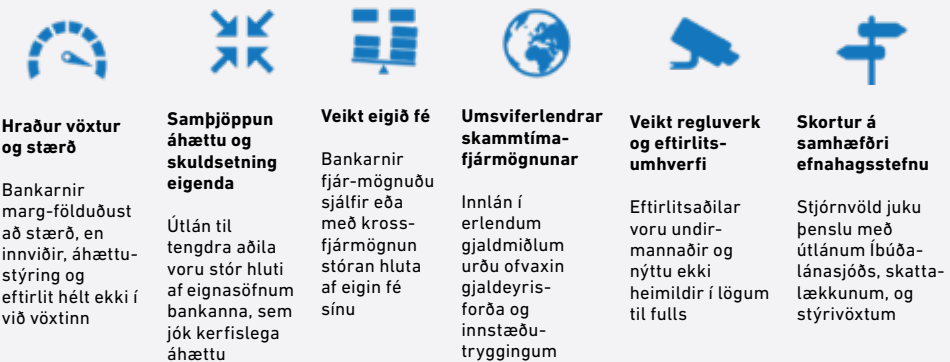 Hraður vöxtur
og stærð
Bankarnir
marg-földuðust
að stærð, en
innviðir, áhættu-
stýring og
eftirlit hélt ekki í
við vöxtinn
Samþjöppun
áhættu og
skuldsetning
eigenda
Útlán til
tengdra aðila
voru stór hluti
af eignasöfnum
bankanna, sem
jók kerfislega
áhættu
Veikt eigið fé
Bankarnir
fjár-mögnuðu
sjálfir eða
með kross-
fjármögnun
stóran hluta
af eigin fé
sínu
Umsviferlendrar
skammtíma-
fjármögnunar
Innlán í
erlendum
gjaldmiðlum
urðu ofvaxin
gjaldeyris-
forða og
innstæðu-
tryggingum
Veikt regluverk
og eftirlits-
umhverfi
Eftirlitsaðilar
voru undir-
mannaðir og
nýttu ekki
heimildir í lögum
til fulls
Skortur á
samhæfðri
efnahagsstefnu
Stjórnvöld juku
þenslu með
útlánum Íbúða-
lánasjóðs, skatta-
lækkunum, og
stýrivöxtum